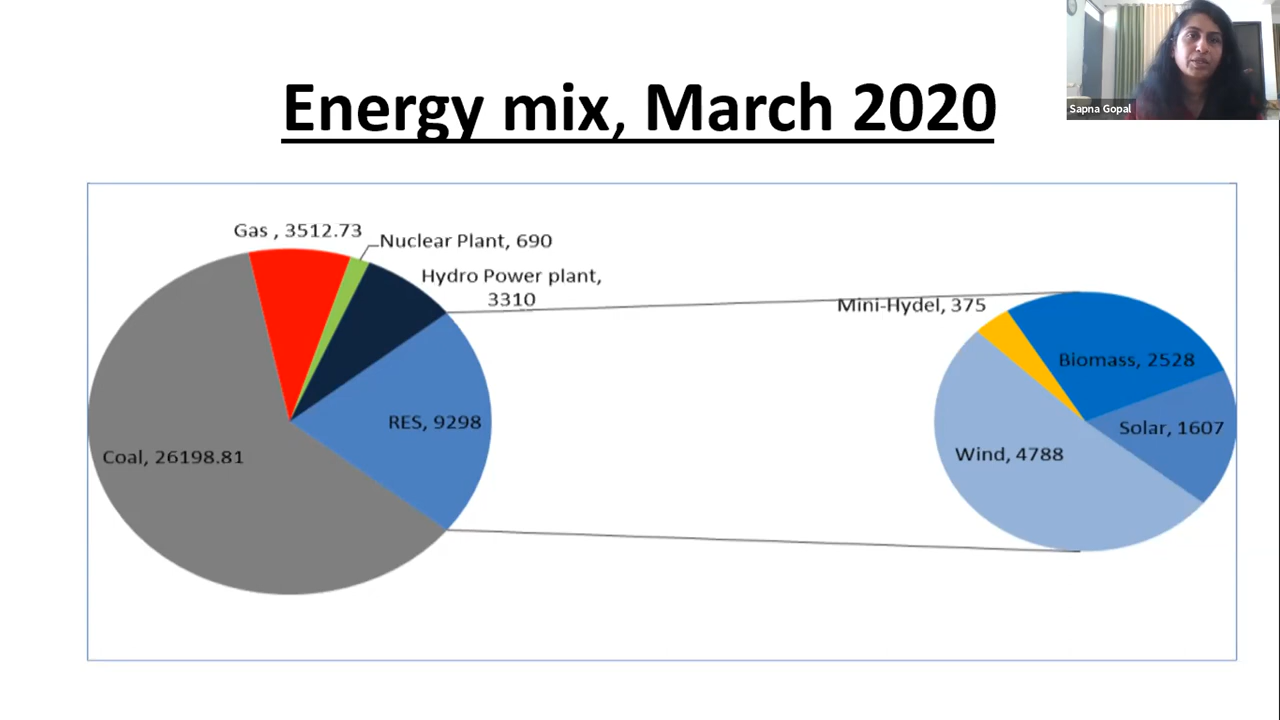 Sapna Gopal
Energy mix, March 2020
Gas , 3512.73
Nuclear Plant, 690
Hydro Power plant,
3310
Mini-Hydel, 375
Biomass, 2528
RES, 9298
Solar, 1607
Coal, 26198.81
Wind, 4788